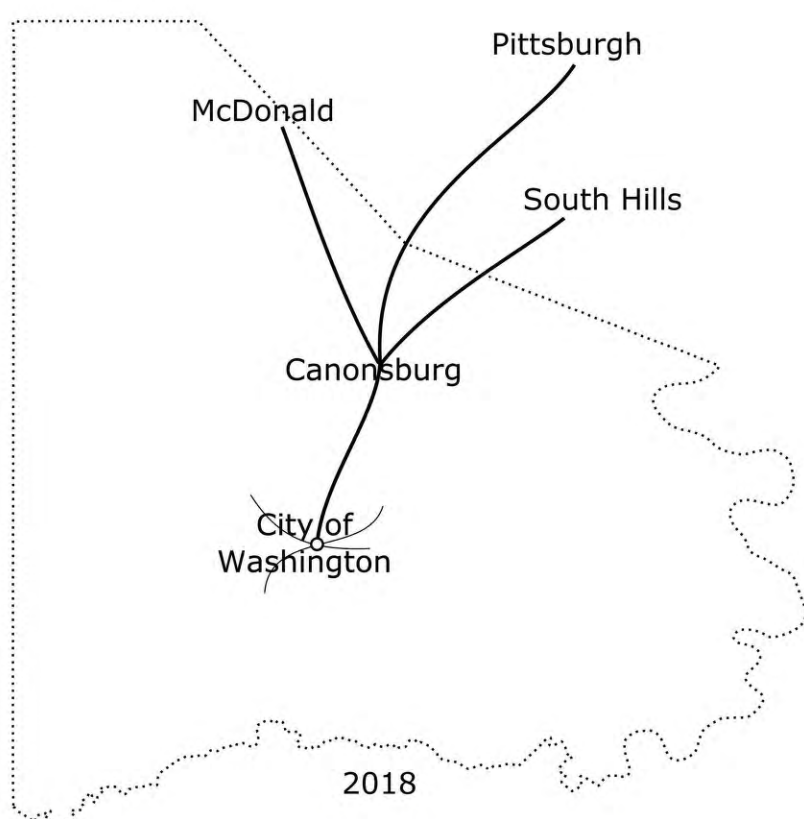 Pittsburgh
McDonald
South Hills
Canonsburg
City of
Washington
2018